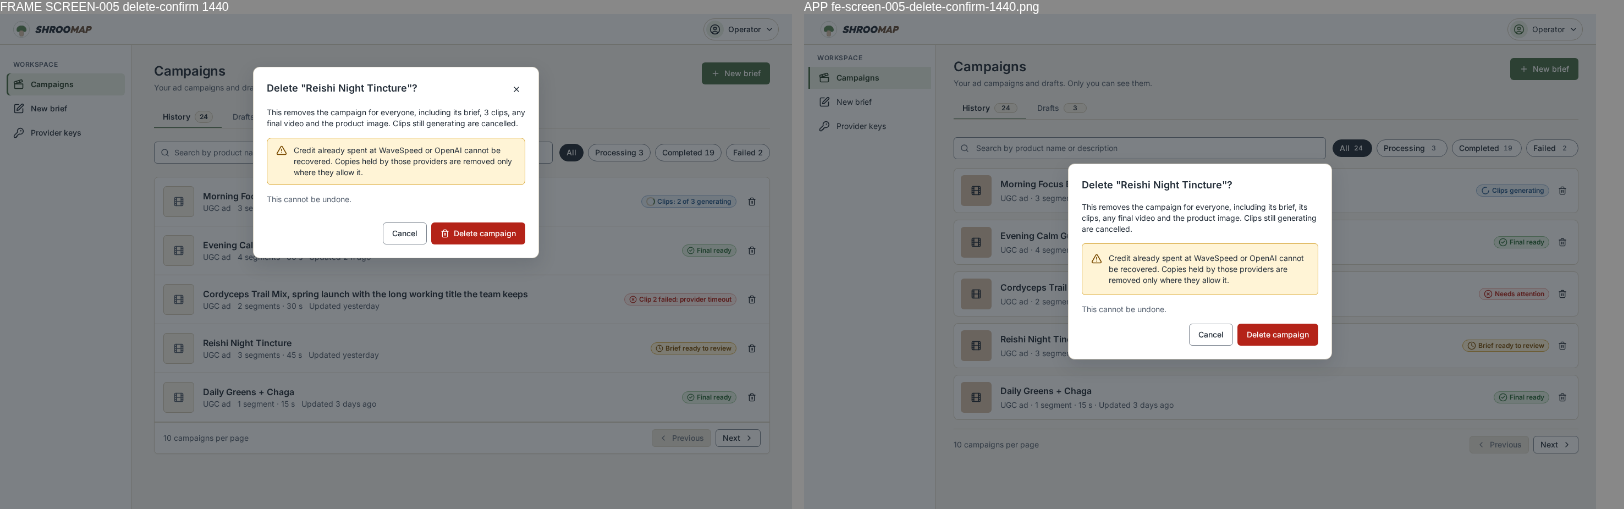 FRAME SCREEN-005 delete-confirm 1440
SHROOMAP
Operator
WORKSPACE
Campaigns
New brief
Provider keys
Campaigns
Your ad campaigns and
New brief
History 24
Drafts
Search by product
All
Processing 3
Completed 19
Failed 2
Delete "Reishi Night Tincture"?
This removes the campaign for everyone, including its brief, 3 clips, any
final video and the product image. Clips still generating are cancelled.
Credit already spent at WaveSpeed or OpenAI cannot be
recovered. Copies held by those providers are removed only
where they allow it.
This cannot be undone.
Cancel
Delete campaign
Morning
UGC ad · 3
Clips: 2 of 3 generating
Evening Cal
UGC ad · 4
Final ready
Cordyceps Trail Mix, spring launch with the long working title the team keeps
UGC ad · 2 segments · 30 s · Updated yesterday
Clip 2 failed: provider timeout
Reishi Night Tincture
UGC ad · 3 segments · 45 s · Updated yesterday
Brief ready to review
Daily Greens + Chaga
UGC ad · 1 segment · 15 s · Updated 3 days ago
Final ready
10 campaigns per page
Previous
Next
APP fe-screen-005-delete-confirm-1440.png
SHROOMAP
Operator
WORKSPACE
Campaigns
New brief
Provider keys
Campaigns
Your ad campaigns and drafts. Only you can see them.
New brief
History 24
Drafts 3
Search by product name or description
All 24
Processing 3
Completed 19
Failed 2
Morning Focus
UGC ad · 3 segm
Clips generating
Evening Calm G
UGC ad · 4 segm
Final ready
Cordyceps Trail
UGC ad · 2 segm
Needs attention
Reishi Night Tin
UGC ad · 3 segm
Brief ready to review
Delete "Reishi Night Tincture"?
This removes the campaign for everyone, including its brief, its
clips, any final video and the product image. Clips still generating
are cancelled.
Credit already spent at WaveSpeed or OpenAI cannot
be recovered. Copies held by those providers are
removed only where they allow it.
This cannot be undone.
Cancel
Delete campaign
Daily Greens + Chaga
UGC ad · 1 segment · 15 s · Updated 3 days ago
Final ready
10 campaigns per page
Previous
Next